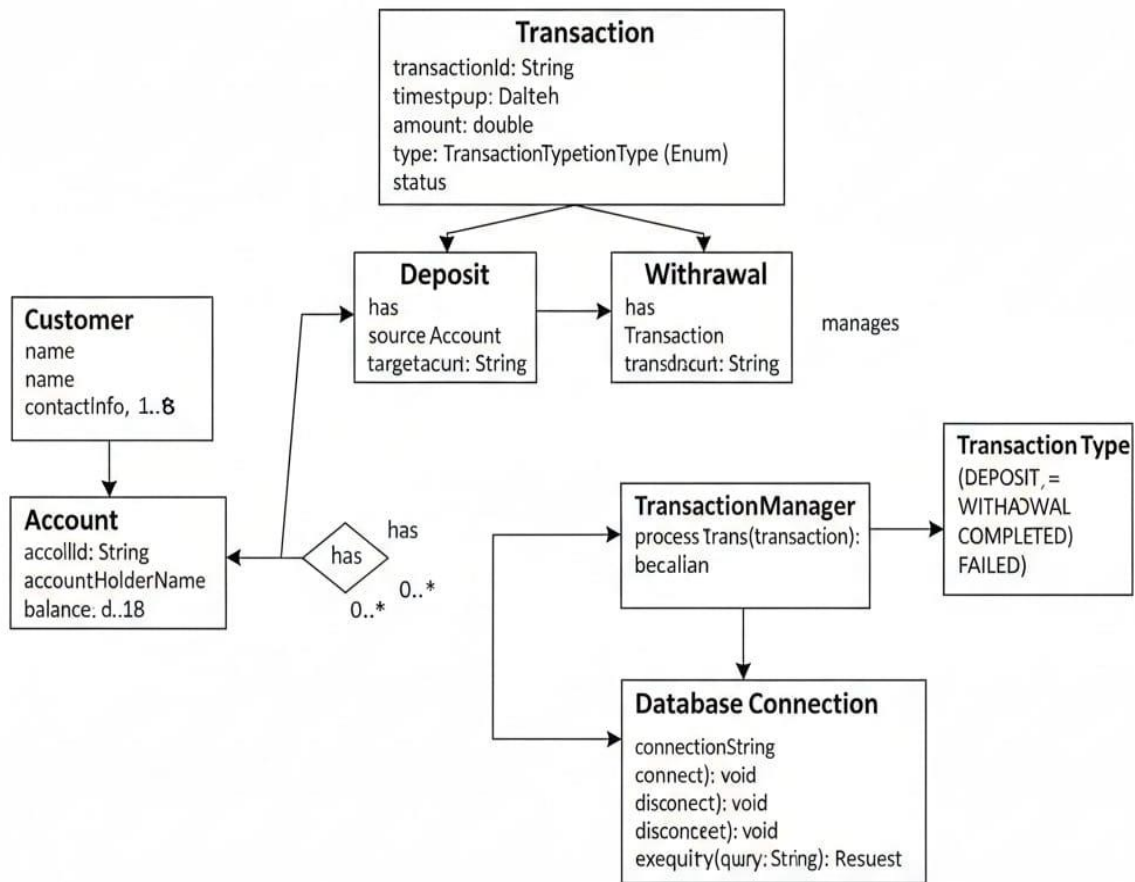 Transaction
transactionId: String
timestpup: Dalteh
amount: double
type: TransactionTypetionType (Enum)
status
Deposit
has
source Account
targetacurt: String
Withrawal
has
Transaction
transdncurt: String
manages
Customer
name
name
contactInfo, 1..8
Account
accollId: String
accountHolderName
balance: d..18
has
has
0..*
0..*
TransactionManager
process Trans(transaction):
becalian
Transaction Type
(DEPOSIT, =
WITHADWAL
COMPLETED)
FAILED)
Database Connection
connectionString
connect): void
disconect): void
disconceet): void
exequity(qury: String): Resuest